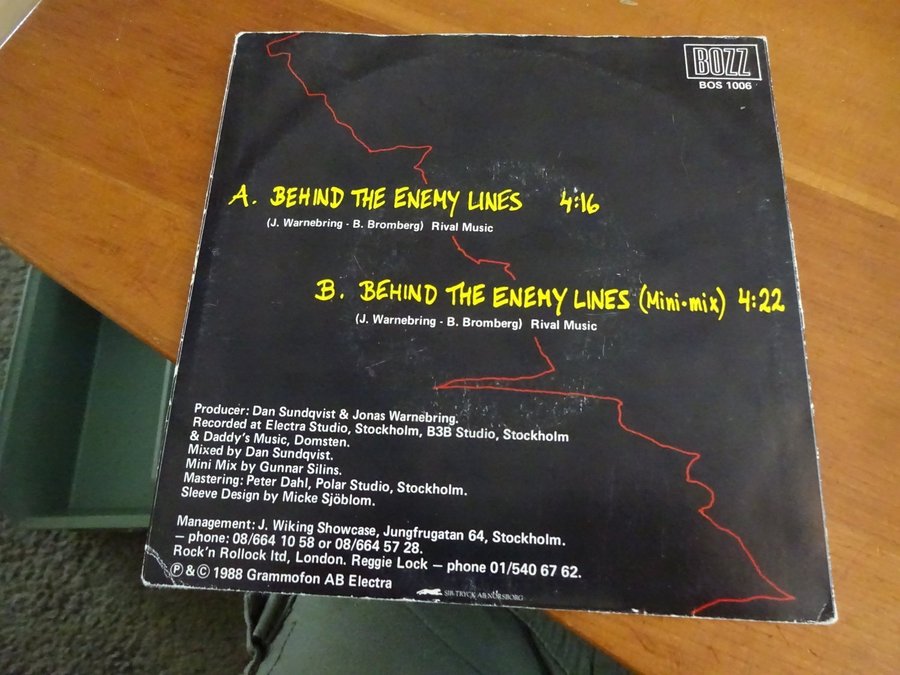 BOZZ
BOS 1006
A. BEHIND THE ENEMY LINES 4:16
(J. Warnebring - B. Bromberg) Rival Music
B. BEHIND THE ENEMY LINES (Mini-mix) 4:22
(J. Warnebring - B. Bromberg) Rival Music
Producer: Dan Sundqvist & Jonas Warnebring.
Recorded at Electra Studio, Stockholm, B3B Studio, Stockholm
& Daddy's Music, Domsten.
Mixed by Dan Sundqvist.
Mini Mix by Gunnar Silins.
Mastering: Peter Dahl, Polar Studio, Stockholm.
Sleeve Design by Micke Sjöblom.
Management: J. Wiking Showcase, Jungfrugatan 64, Stockholm.
– phone: 08/664 10 58 or 08/664 57 28.
Rock'n Rollock ltd, London. Reggie Lock – phone 01/540 67 62.
Ⓟ & © 1988 Grammofon AB Electra
SIB-TRYCK AB NORSBORG